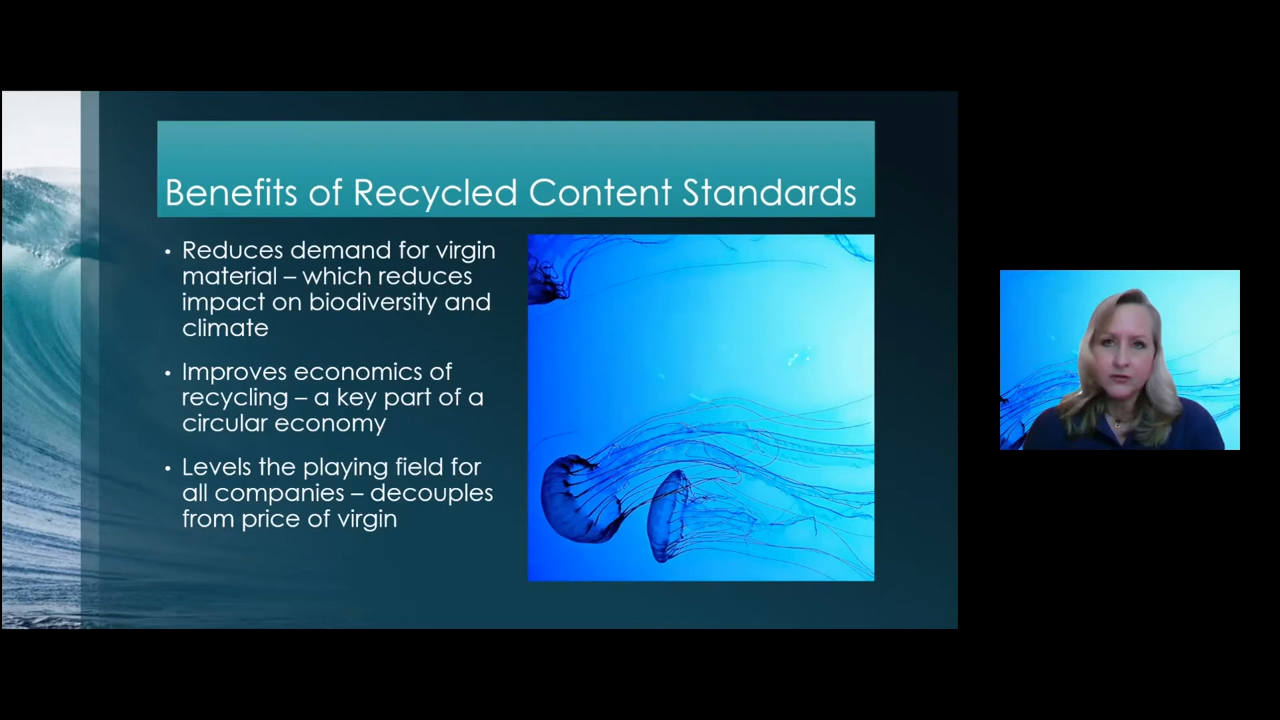 Benefits of Recycled Content Standards
• Reduces demand for virgin
material – which reduces
impact on biodiversity and
climate
• Improves economics of
recycling – a key part of a
circular economy
• Levels the playing field for
all companies – decouples
from price of virgin